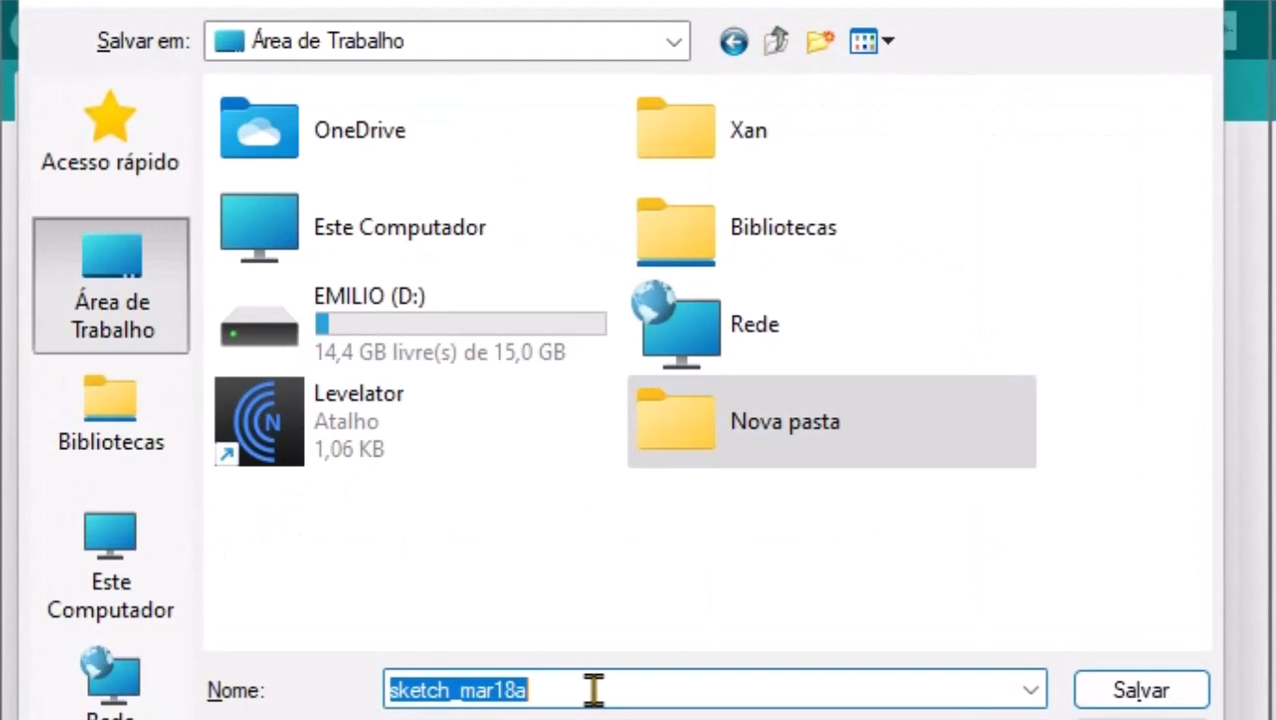 Salvar em:
Área de Trabalho
Acesso rápido
Área de
Trabalho
Bibliotecas
Este
Computador
Rede
OneDrive
Xan
Este Computador
Bibliotecas
EMILIO (D:)
14,4 GB livre(s) de 15,0 GB
Rede
Levelator
Atalho
1,06 KB
Nova pasta
Nome:
sketch_mar18a
Salvar